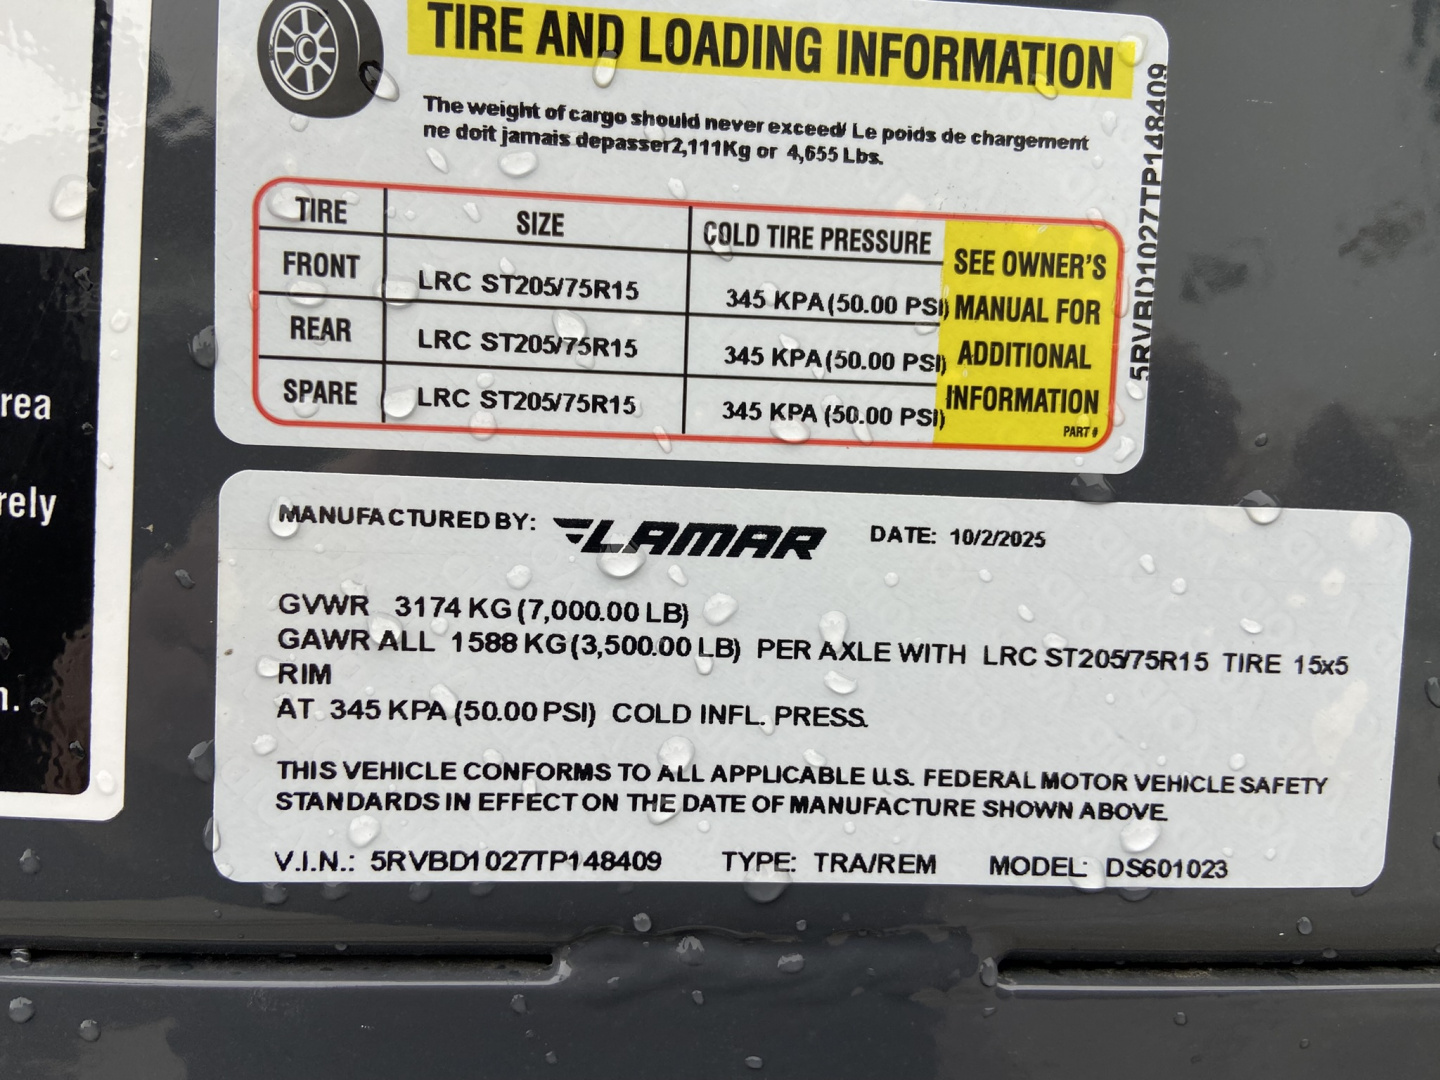 TIRE AND LOADING INFORMATION
The weight of cargo should never exceed/ Le poids de chargement
ne doit jamais depasser2,111Kg or 4,655 Lbs.
TIRE SIZE COLD TIRE PRESSURE
FRONT LRC ST205/75R15 345 KPA (50.00 PSI)
REAR LRC ST205/75R15 345 KPA (50.00 PSI)
SPARE LRC ST205/75R15 345 KPA (50.00 PSI)
SEE OWNER'S
MANUAL FOR
ADDITIONAL
INFORMATION
PART #
5RVBD1027TP148409
rea
rely
n.
MANUFACTURED BY: LAMAR DATE: 10/2/2025
GVWR 3174 KG (7,000.00 LB)
GAWR ALL 1588 KG (3,500.00 LB) PER AXLE WITH LRC ST205/75R15 TIRE 15x5
RIM
AT 345 KPA (50.00 PSI) COLD INFL. PRESS.
THIS VEHICLE CONFORMS TO ALL APPLICABLE U.S. FEDERAL MOTOR VEHICLE SAFETY
STANDARDS IN EFFECT ON THE DATE OF MANUFACTURE SHOWN ABOVE.
V.I.N.: 5RVBD1027TP148409 TYPE: TRA/REM MODEL: DS601023